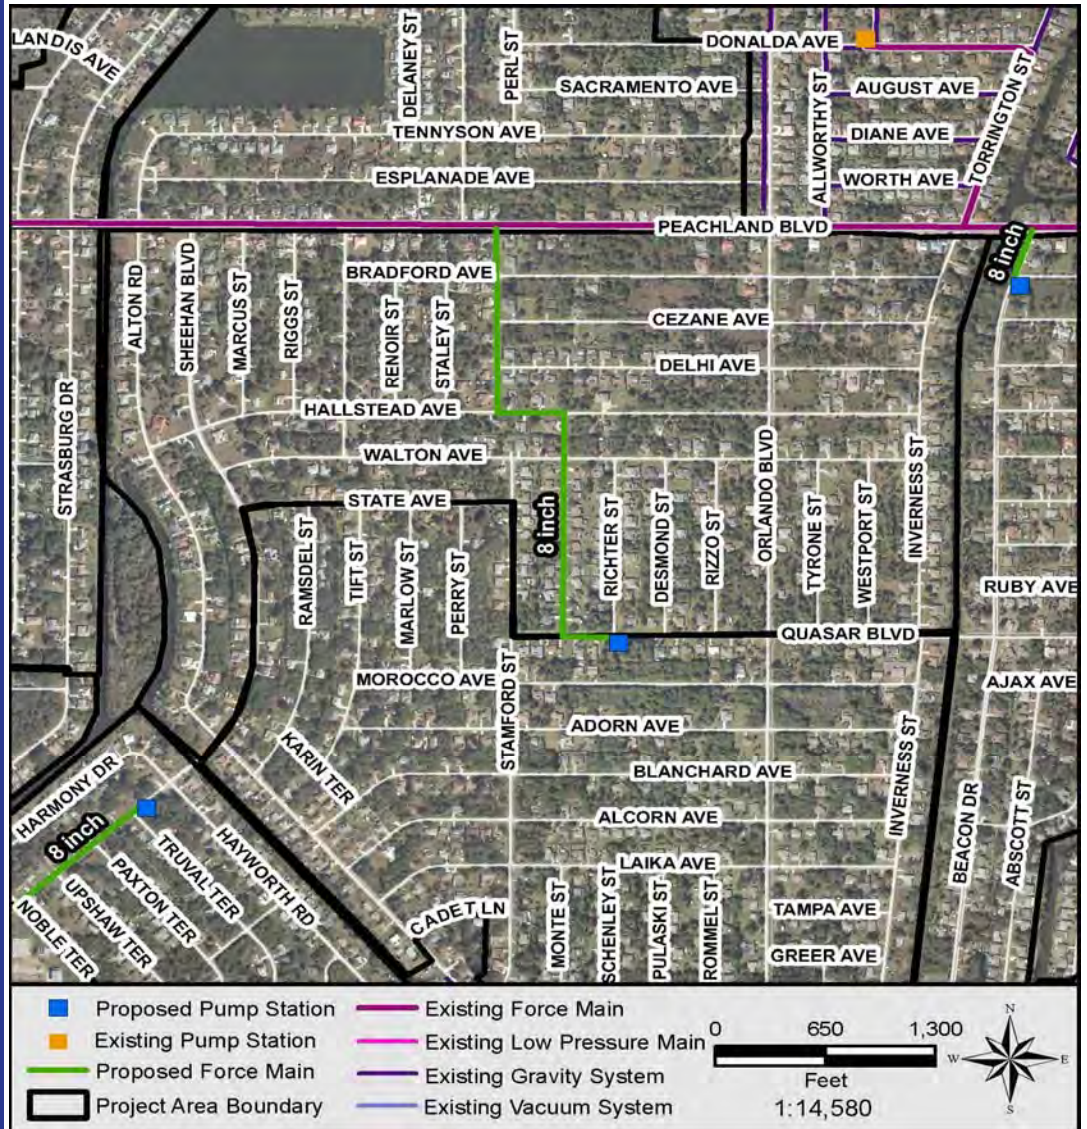 LANDIS AVE
DELANEY ST
PERL ST
DONALDA AVE
SACRAMENTO AVE
ALLWORTHY ST
AUGUST AVE
TORRINGTON ST
TENNYSON AVE
DIANE AVE
ESPLANADE AVE
WORTH AVE
PEACHLAND BLVD
8 inch
ALTON RD
SHEEHAN BLVD
MARCUS ST
RIGGS ST
BRADFORD AVE
RENOIR ST
STALEY ST
CEZANE AVE
DELHI AVE
STRASBURG DR
HALLSTEAD AVE
WALTON AVE
ORLANDO BLVD
INVERNESS ST
STATE AVE
8 inch
RICHTER ST
DESMOND ST
RIZZO ST
TYRONE ST
WESTPORT ST
RAMSDEL ST
TIFT ST
MARLOW ST
PERRY ST
RUBY AVE
QUASAR BLVD
MOROCCO AVE
STAMFORD ST
AJAX AVE
ADORN AVE
KARIN TER
BLANCHARD AVE
INVERNESS ST
HARMONY DR
ALCORN AVE
BEACON DR
ABSCOTT ST
8 inch
TRUVAL TER
HAYWORTH RD
PAXTON TER
LAIKA AVE
UPSHAW TER
NOBLE TER
CADET LN
MONTE ST
SCHENLEY ST
PULASKI ST
ROMMEL ST
TAMPA AVE
GREER AVE
Proposed Pump Station
Existing Pump Station
Proposed Force Main
Project Area Boundary
Existing Force Main
Existing Low Pressure Main
Existing Gravity System
Existing Vacuum System
0 650 1,300
Feet
1:14,580
N
W E
S